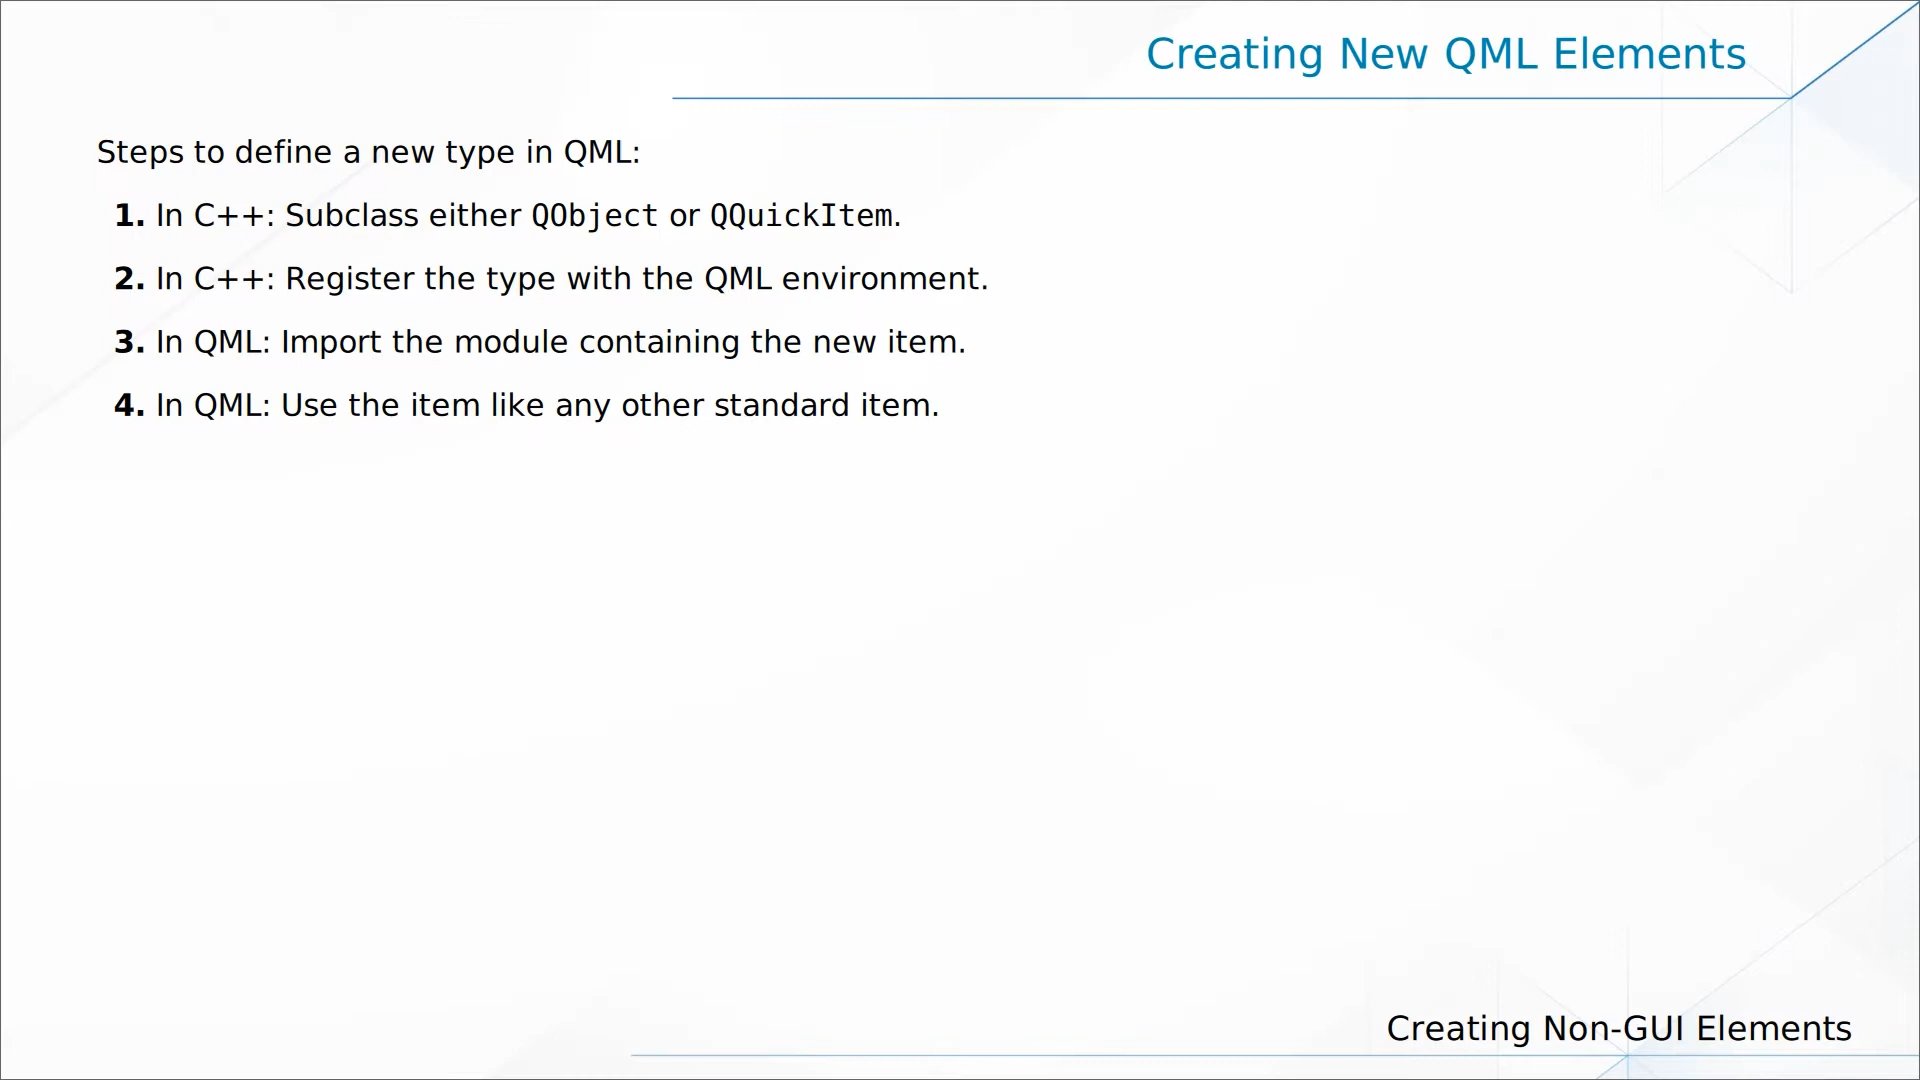 Creating New QML Elements
Steps to define a new type in QML:
1. In C++: Subclass either QObject or QQuickItem.
2. In C++: Register the type with the QML environment.
3. In QML: Import the module containing the new item.
4. In QML: Use the item like any other standard item.
Creating Non-GUI Elements